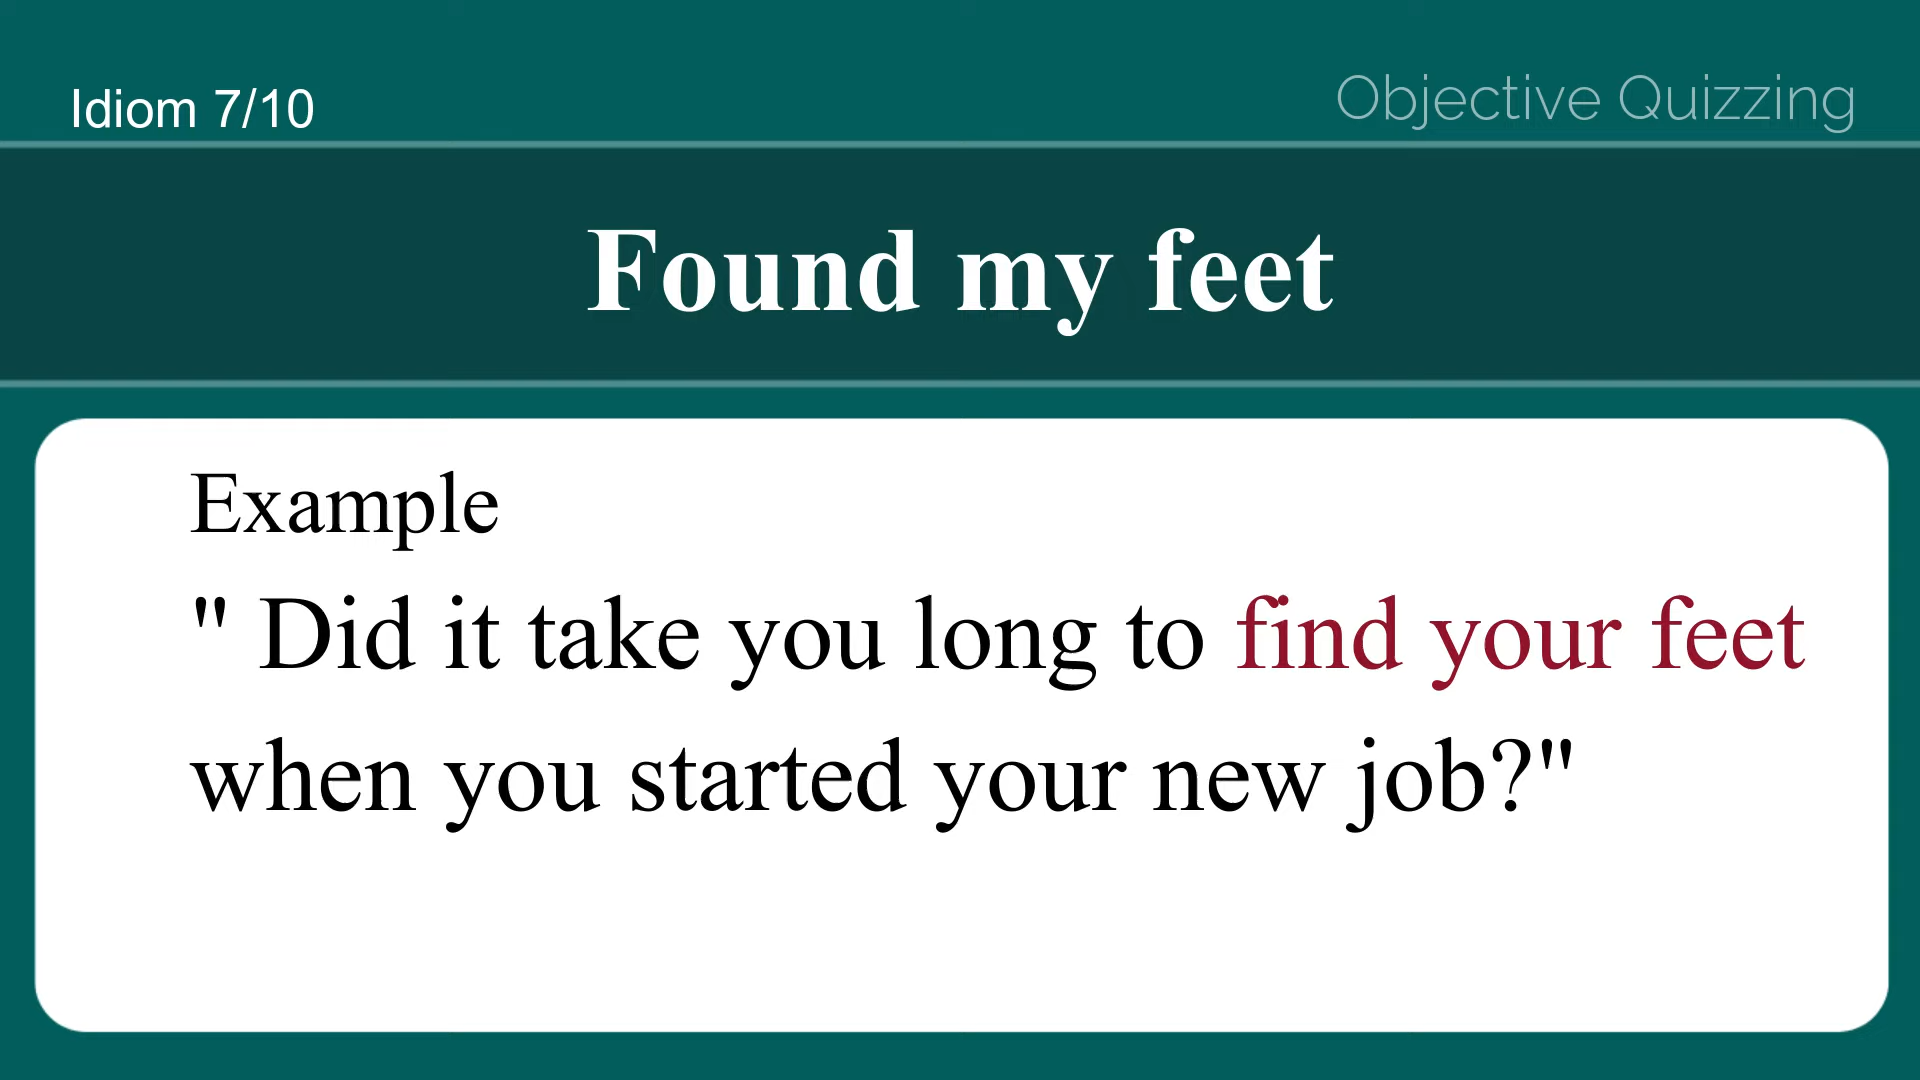 Idiom 7/10
Objective Quizzing
Found my feet
Example
" Did it take you long to find your feet
when you started your new job?"